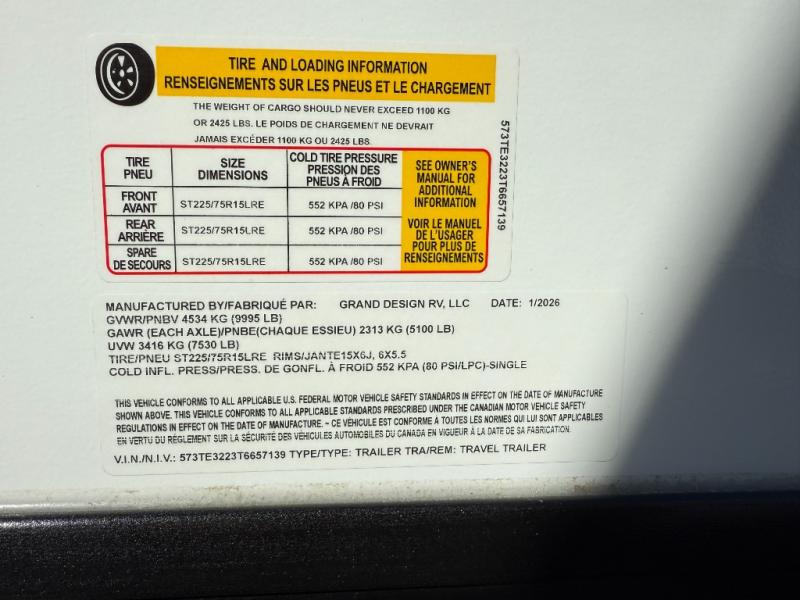 TIRE AND LOADING INFORMATION
RENSEIGNEMENTS SUR LES PNEUS ET LE CHARGEMENT
THE WEIGHT OF CARGO SHOULD NEVER EXCEED 1100 KG
OR 2425 LBS. LE POIDS DE CHARGEMENT NE DEVRAIT
JAMAIS EXCÉDER 1100 KG OU 2425 LBS.
TIRE PNEU SIZE DIMENSIONS COLD TIRE PRESSURE PRESSION DES PNEUS À FROID
FRONT AVANT ST225/75R15LRE 552 KPA /80 PSI
REAR ARRIÈRE ST225/75R15LRE 552 KPA /80 PSI
SPARE DE SECOURS ST225/75R15LRE 552 KPA /80 PSI
SEE OWNER'S
MANUAL FOR
ADDITIONAL
INFORMATION
VOIR LE MANUEL
DE L'USAGER
POUR PLUS DE
RENSEIGNEMENTS
573TE3223T6657139
MANUFACTURED BY/FABRIQUÉ PAR: GRAND DESIGN RV, LLC DATE: 1/2026
GVWR/PNBV 4534 KG (9995 LB)
GAWR (EACH AXLE)/PNBE(CHAQUE ESSIEU) 2313 KG (5100 LB)
UVW 3416 KG (7530 LB)
TIRE/PNEU ST225/75R15LRE RIMS/JANTE15X6J, 6X5.5
COLD INFL. PRESS/PRESS. DE GONFL. À FROID 552 KPA (80 PSI/LPC)-SINGLE
THIS VEHICLE CONFORMS TO ALL APPLICABLE U.S. FEDERAL MOTOR VEHICLE SAFETY STANDARDS IN EFFECT ON THE DATE OF MANUFACTURE
SHOWN ABOVE. THIS VEHICLE CONFORMS TO ALL APPLICABLE STANDARDS PRESCRIBED UNDER THE CANADIAN MOTOR VEHICLE SAFETY
REGULATIONS IN EFFECT ON THE DATE OF MANUFACTURE. ~ CE VÉHICULE EST CONFORME À TOUTES LES NORMES QUI LUI SONT APPLICABLES
EN VERTU DU RÈGLEMENT SUR LA SÉCURITÉ DES VÉHICULES AUTOMOBILES DU CANADA EN VIGUEUR À LA DATE DE SA FABRICATION.
V.I.N./N.I.V.: 573TE3223T6657139 TYPE/TYPE: TRAILER TRA/REM: TRAVEL TRAILER